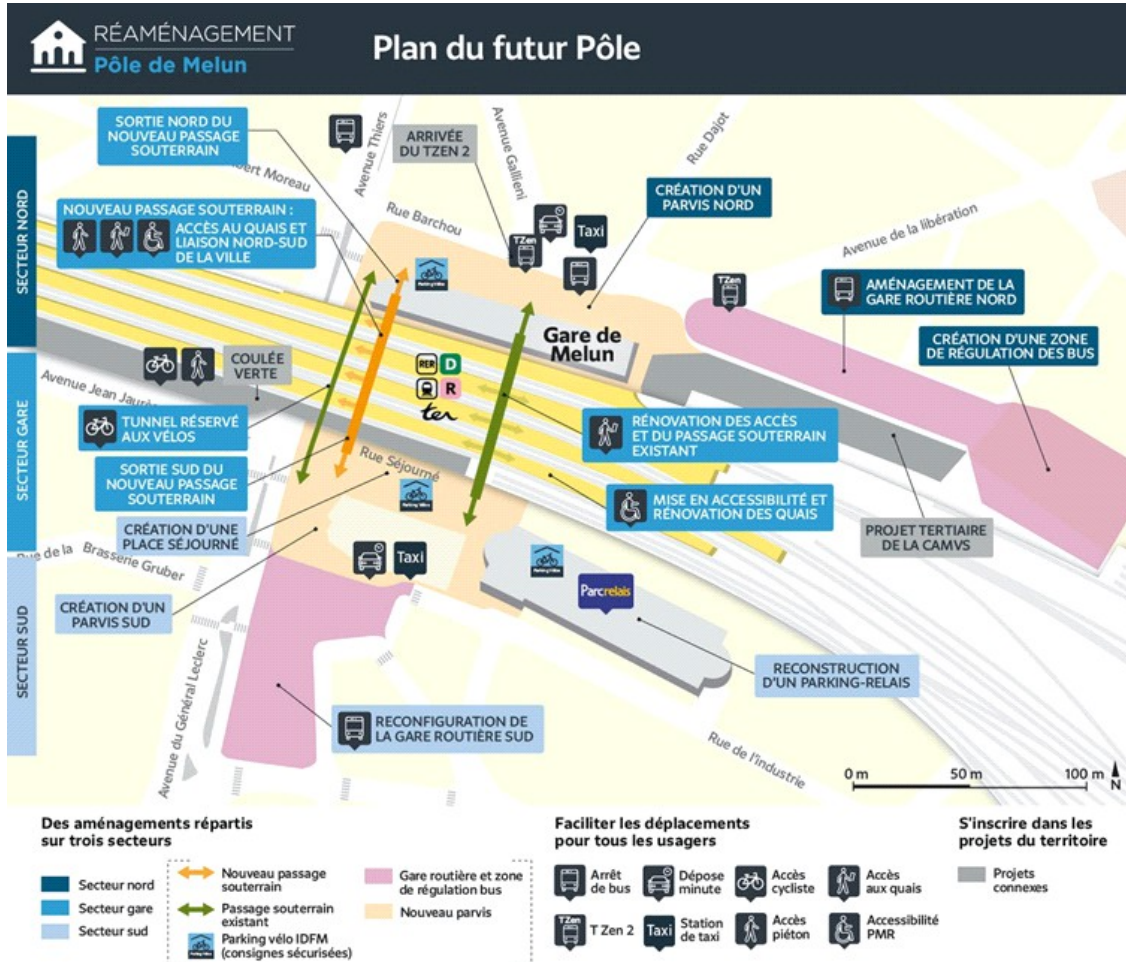 RÉAMÉNAGEMENT
Pôle de Melun
Plan du futur Pôle
SECTEUR NORD
SECTEUR GARE
SECTEUR SUD
SORTIE NORD DU
NOUVEAU PASSAGE
SOUTERRAIN
bert Moreau
Avenue Thiers
ARRIVÉE
DU TZEN 2
Avenue Gallieni
Rue Dajot
CRÉATION D'UN
PARVIS NORD
NOUVEAU PASSAGE SOUTERRAIN :
ACCÈS AU QUAIS ET
LIAISON NORD-SUD
DE LA VILLE
Rue Barchou
TZen
Taxi
Avenue de la libération
Parking Vélo
TZen
AMÉNAGEMENT DE LA
GARE ROUTIÈRE NORD
CRÉATION D'UNE ZONE
DE RÉGULATION DES BUS
Gare de
Melun
COULÉE
VERTE
RER D
R
ter
Avenue Jean Jaurès
TUNNEL RÉSERVÉ
AUX VÉLOS
RÉNOVATION DES ACCÈS
ET DU PASSAGE SOUTERRAIN
EXISTANT
SORTIE SUD DU
NOUVEAU PASSAGE
SOUTERRAIN
Rue Séjourné
Parking Vélo
MISE EN ACCESSIBILITÉ ET
RÉNOVATION DES QUAIS
CRÉATION D'UNE
PLACE SÉJOURNÉ
PROJET TERTIAIRE
DE LA CAMVS
Rue de la Brasserie Gruber
Taxi
Parking Vélo
Parcrelais
CRÉATION D'UN
PARVIS SUD
RECONSTRUCTION
D'UN PARKING-RELAIS
Avenue du Général Leclerc
RECONFIGURATION DE
LA GARE ROUTIÈRE SUD
Rue de l'industrie
0 m 50 m 100 m
N
Des aménagements répartis
sur trois secteurs
Secteur nord
Secteur gare
Secteur sud
Nouveau passage
souterrain
Passage souterrain
existant
Parking Vélo
Parking vélo IDFM
(consignes sécurisées)
Gare routière et zone
de régulation bus
Nouveau parvis
Faciliter les déplacements
pour tous les usagers
Arrêt
de bus
Dépose
minute
Accès
cycliste
Accès
aux quais
TZen
T Zen 2
Taxi
Station
de taxi
Accès
piéton
Accessibilité
PMR
S'inscrire dans les
projets du territoire
Projets
connexes